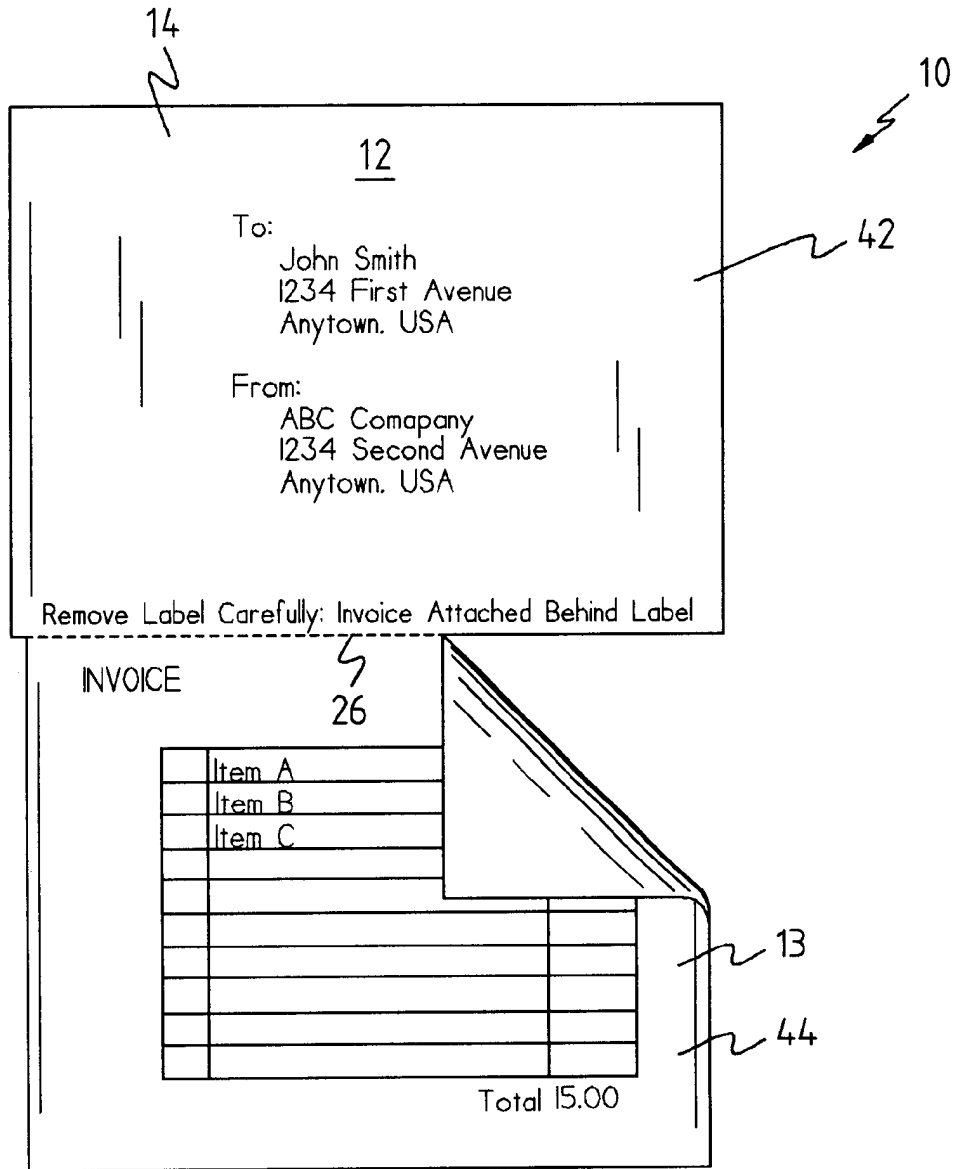 14
10
12
42
To:
John Smith
1234 First Avenue
Anytown. USA
From:
ABC Comapany
1234 Second Avenue
Anytown. USA
Remove Label Carefully: Invoice Attached Behind Label
INVOICE
26
Item A
Item B
Item C
13
44
Total 15.00